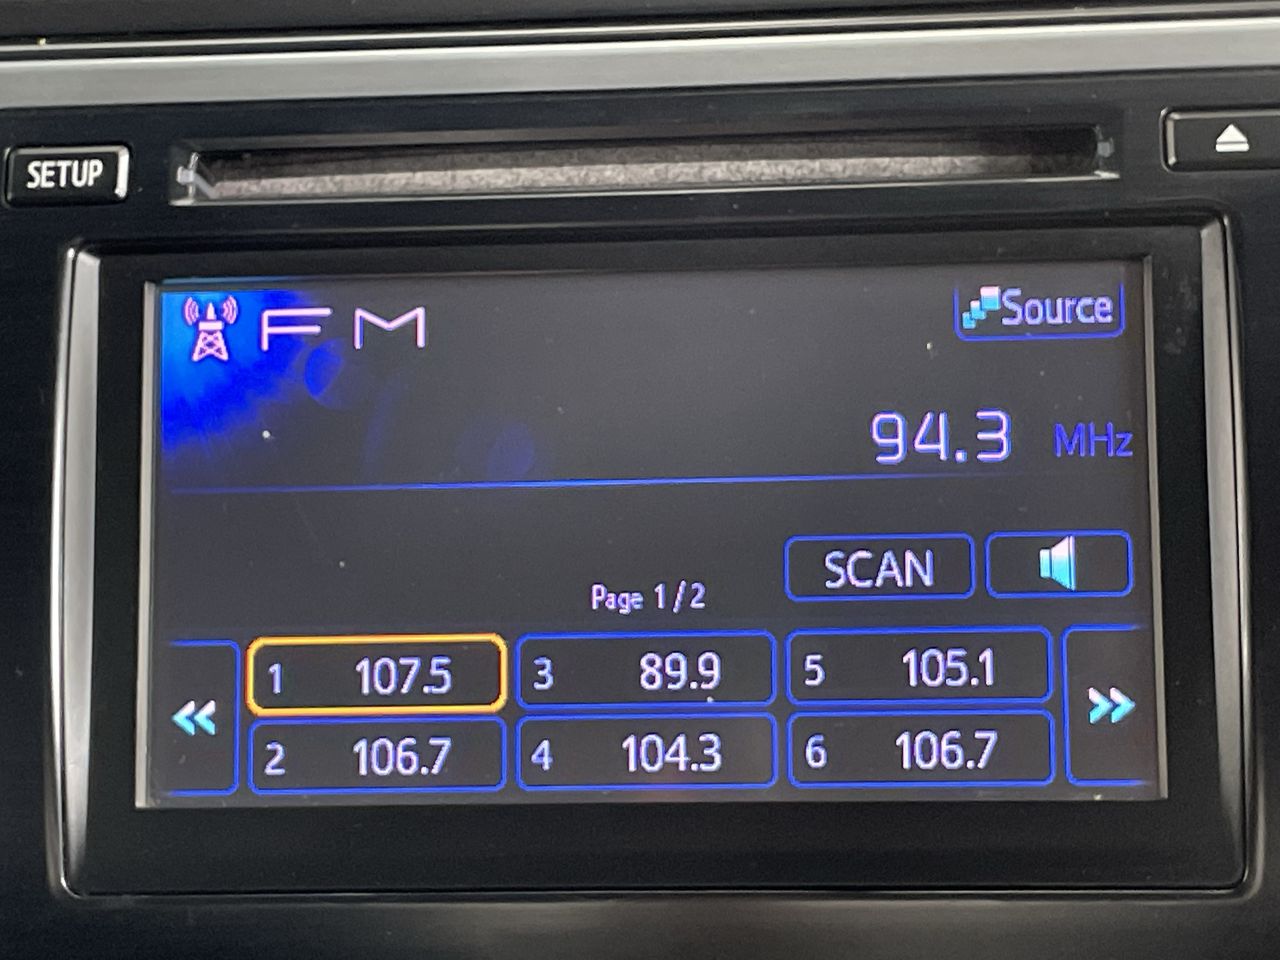 SETUP
FM
Source
94.3 MHz
SCAN
Page 1/2
1 107.5 3 89.9 5 105.1
2 106.7 4 104.3 6 106.7